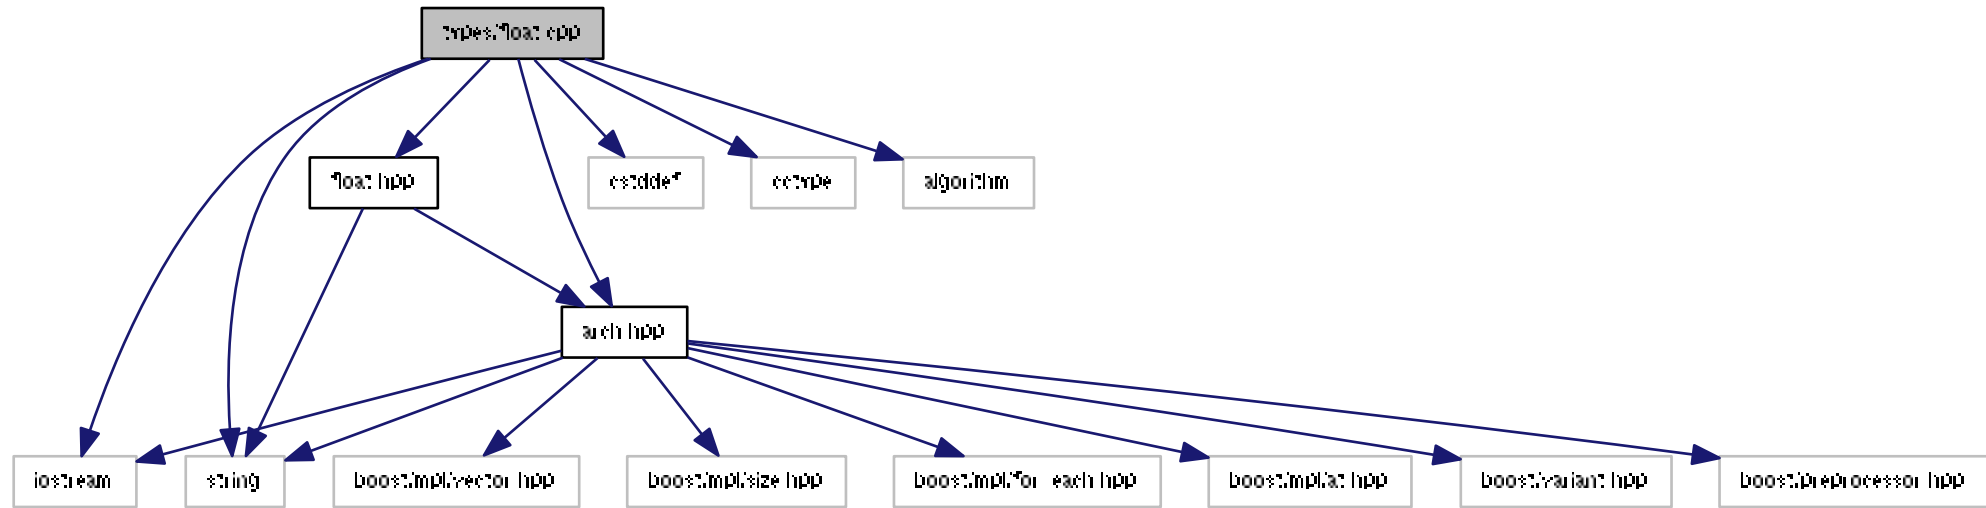 types/float.cpp
float.hpp
cstddef
cctype
algorithm
arch.hpp
iostream
string
boost/mpl/vector.hpp
boost/mpl/size.hpp
boost/mpl/for_each.hpp
boost/mpl/at.hpp
boost/variant.hpp
boost/preprocessor.hpp